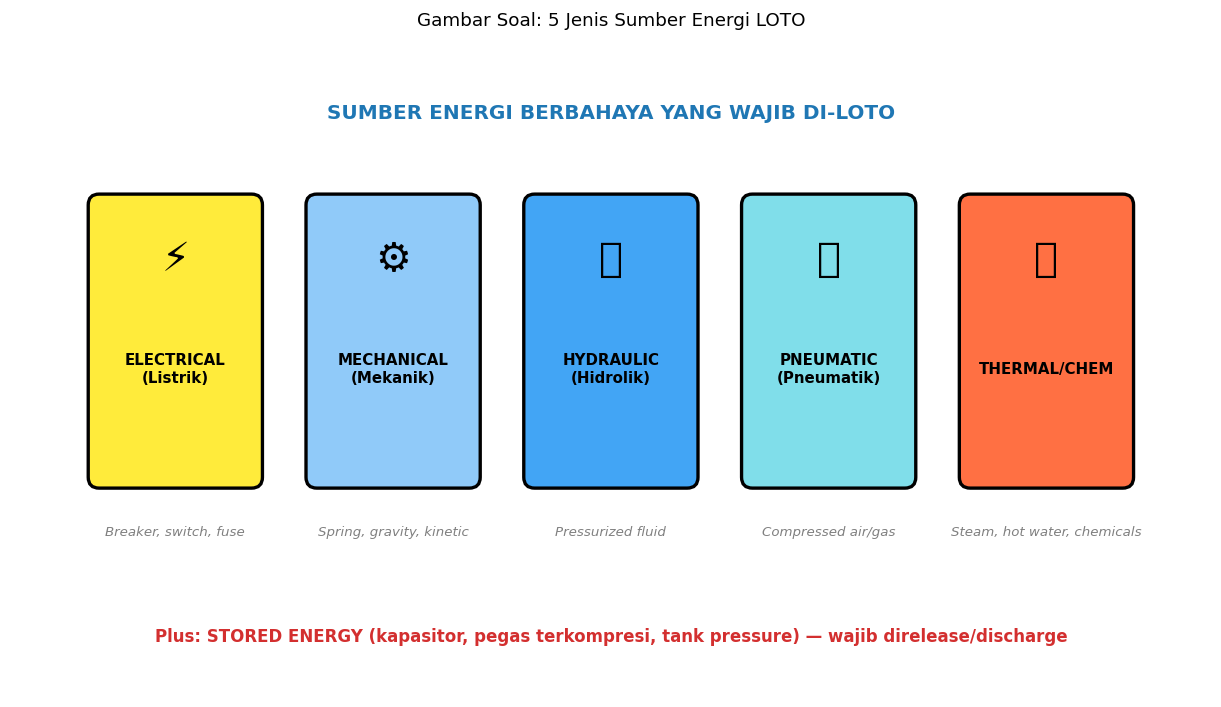 Gambar Soal: 5 Jenis Sumber Energi LOTO
SUMBER ENERGI BERBAHAYA YANG WAJIB DI-LOTO
⚡
⚙
ELECTRICAL
(Listrik)
MECHANICAL
(Mekanik)
HYDRAULIC
(Hidrolik)
PNEUMATIC
(Pneumatik)
THERMAL/CHEM
Breaker, switch, fuse
Spring, gravity, kinetic
Pressurized fluid
Compressed air/gas
Steam, hot water, chemicals
Plus: STORED ENERGY (kapasitor, pegas terkompresi, tank pressure) — wajib direlease/discharge